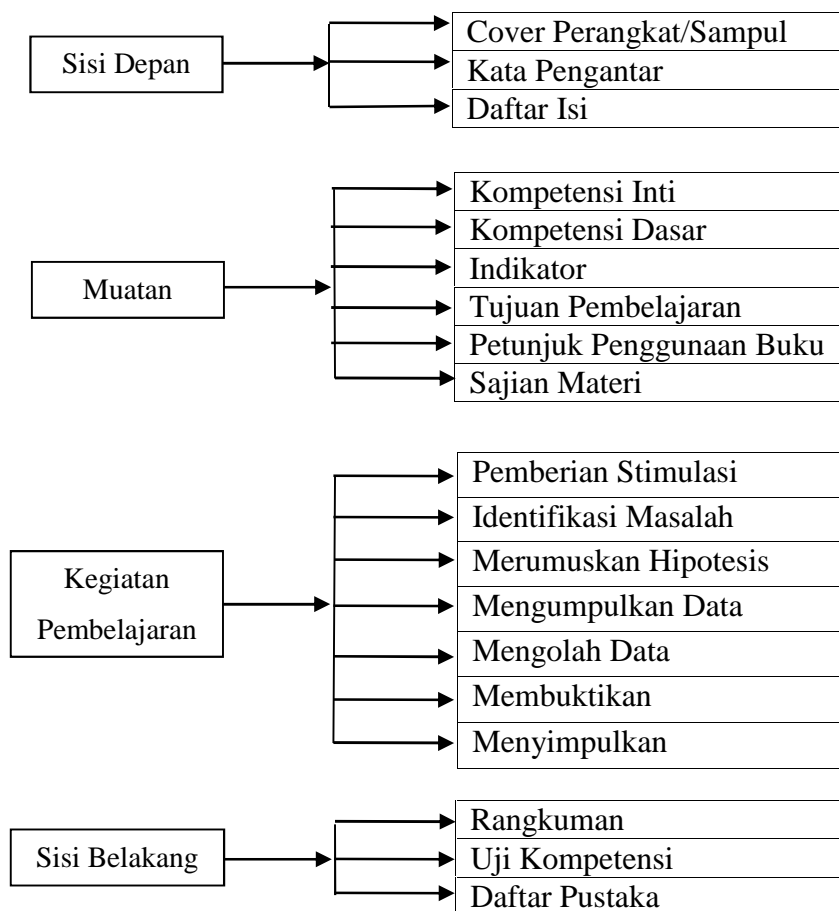 Sisi Depan
Cover Perangkat/Sampul
Kata Pengantar
Daftar Isi
Muatan
Kompetensi Inti
Kompetensi Dasar
Indikator
Tujuan Pembelajaran
Petunjuk Penggunaan Buku
Sajian Materi
Kegiatan
Pembelajaran
Pemberian Stimulasi
Identifikasi Masalah
Merumuskan Hipotesis
Mengumpulkan Data
Mengolah Data
Membuktikan
Menyimpulkan
Sisi Belakang
Rangkuman
Uji Kompetensi
Daftar Pustaka